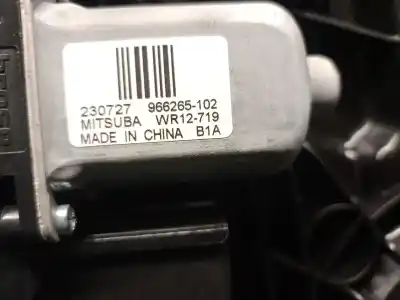 230727 966265-102
MITSUBA WR12-719
MADE IN CHINA B1A